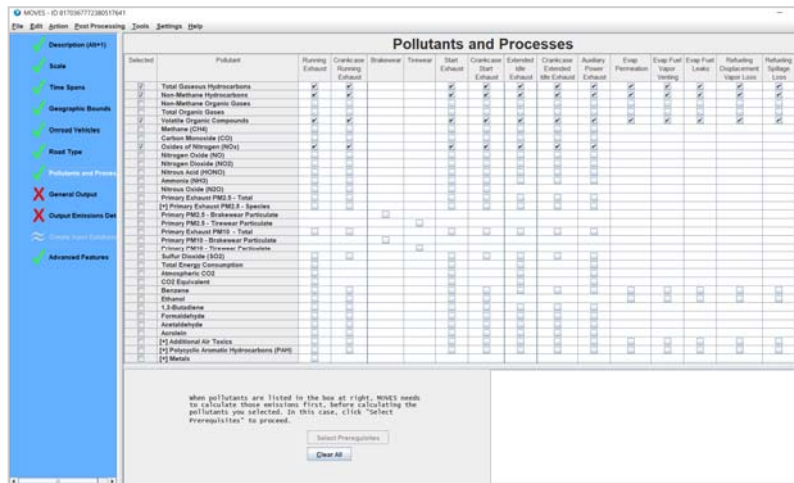 MOVES - ID 8170367772380517641
File Edit Action Post Processing Tools Settings Help
Description (Alt+1)
Scale
Time Spans
Geographic Bounds
Onroad Vehicles
Road Type
Pollutants and Proces
General Output
Output Emissions Det
Advanced Features
Pollutants and Processes
Selected
Pollutant
Running Exhaust
Crankcase Running Exhaust
Brakewear
Tirewear
Start Exhaust
Crankcase Start Exhaust
Extended Idle Exhaust
Crankcase Extended Idle Exhaust
Auxiliary Power Exhaust
Evap Permeation
Evap Fuel Vapor Venting
Evap Fuel Leaks
Refueling Displacement Vapor Loss
Refueling Spillage Loss
Total Gaseous Hydrocarbons
Non-Methane Hydrocarbons
Non-Methane Organic Gases
Total Organic Gases
Volatile Organic Compounds
Methane (CH4)
Carbon Monoxide (CO)
Oxides of Nitrogen (NOx)
Nitrogen Oxide (NO)
Nitrogen Dioxide (NO2)
Nitrous Acid (HONO)
Ammonia (NH3)
Nitrous Oxide (N2O)
Primary Exhaust PM2.5 - Total
[+] Primary Exhaust PM2.5 - Species
Primary PM2.5 - Brakewear Particulate
Primary PM2.5 - Tirewear Particulate
Primary Exhaust PM10 - Total
Primary PM10 - Brakewear Particulate
Primary PM10 - Tirewear Particulate
Sulfur Dioxide (SO2)
Total Energy Consumption
Atmospheric CO2
CO2 Equivalent
Benzene
Ethanol
1,3-Butadiene
Formaldehyde
Acetaldehyde
Acrolein
[+] Additional Air Toxics
[+] Polycyclic Aromatic Hydrocarbons (PAH)
[+] Metals
When pollutants are listed in the box at right, MOVES needs
to calculate those emissions first, before calculating the
pollutants you selected. In this case, click "Select
Prerequisites" to proceed.
Select Prerequisites
Clear All